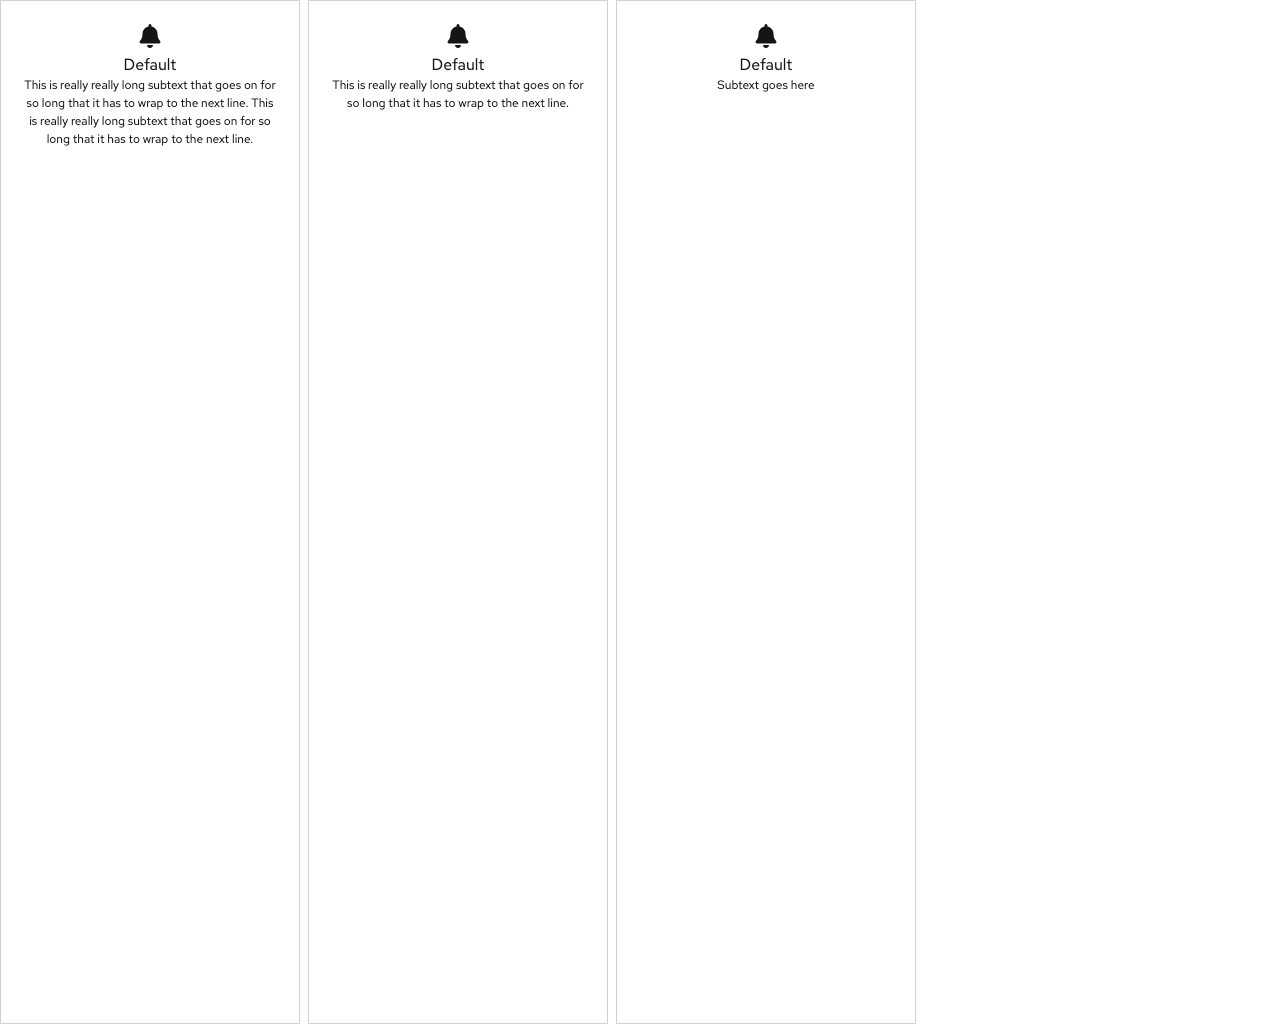 Default
This is really really long subtext that goes on for
so long that it has to wrap to the next line. This
is really really long subtext that goes on for so
long that it has to wrap to the next line.
Default
This is really really long subtext that goes on for
so long that it has to wrap to the next line.
Default
Subtext goes here